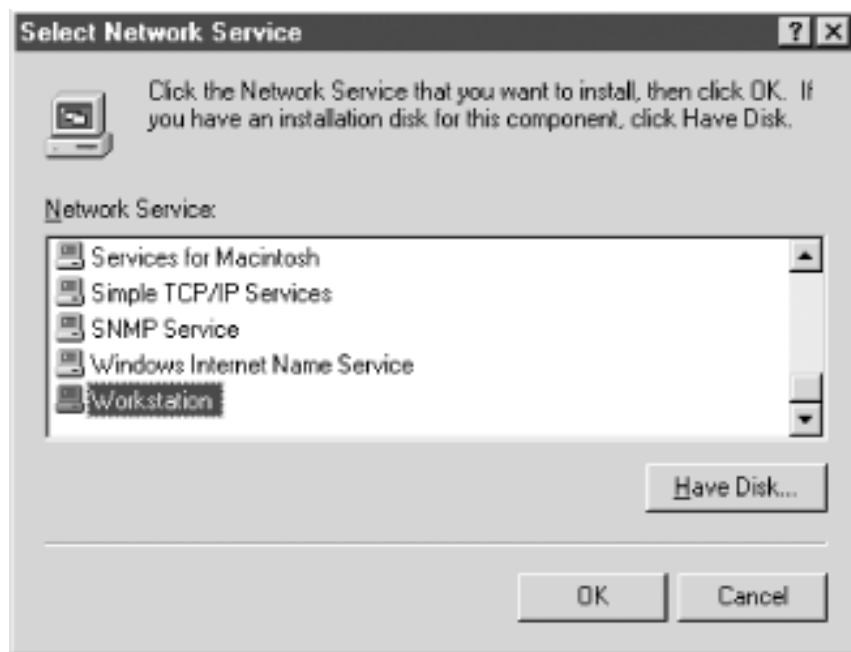 Select Network Service
Click the Network Service that you want to install, then click OK. If
you have an installation disk for this component, click Have Disk.
Network Service:
Services for Macintosh
Simple TCP/IP Services
SNMP Service
Windows Internet Name Service
Workstation
Have Disk...
OK Cancel